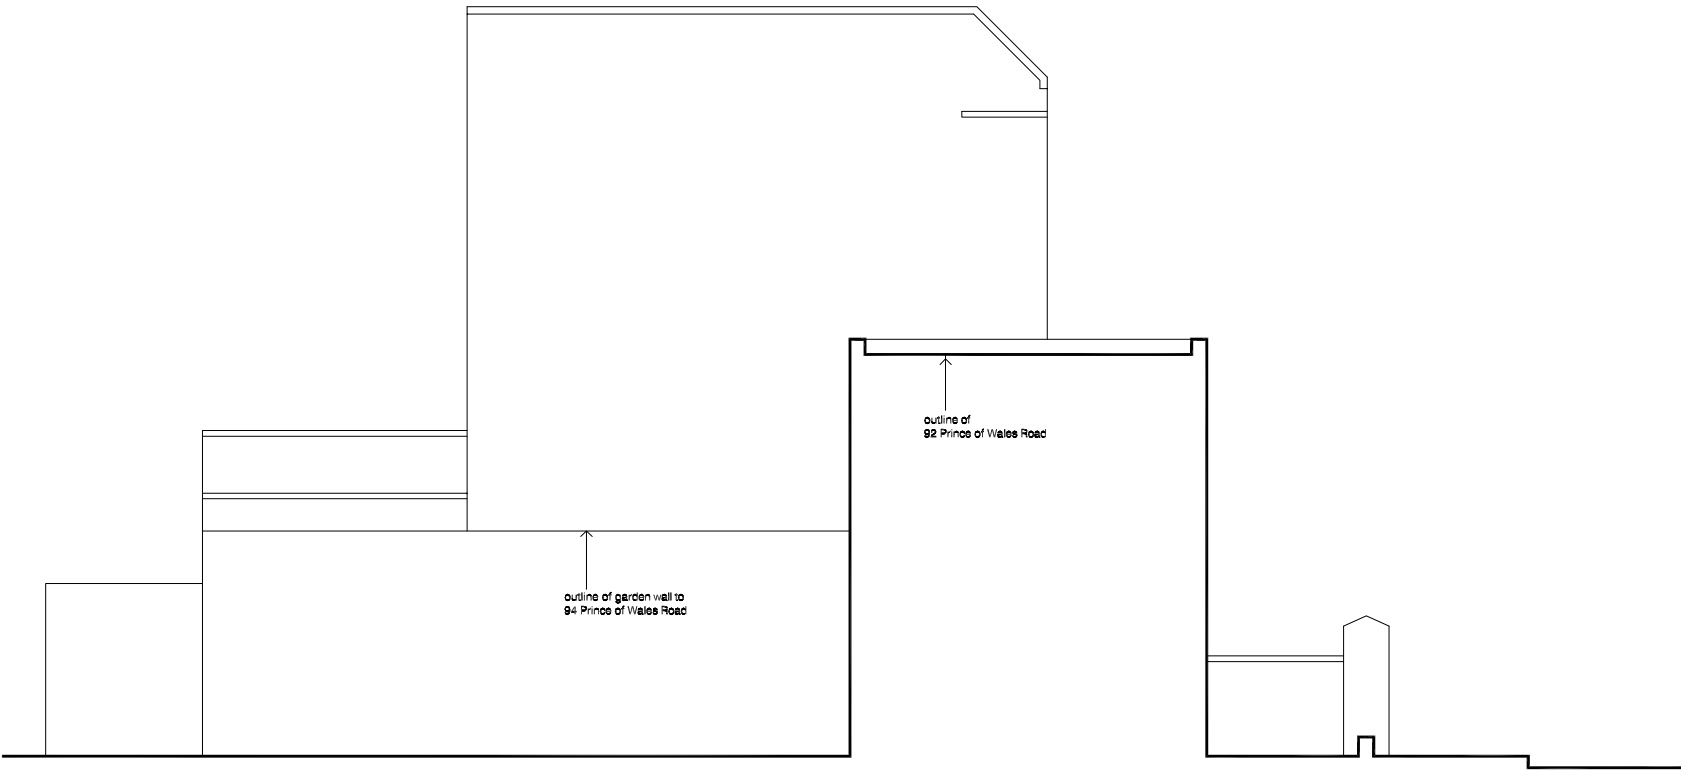 outline of
92 Prince of Wales Road
outline of garden wall to
94 Prince of Wales Road